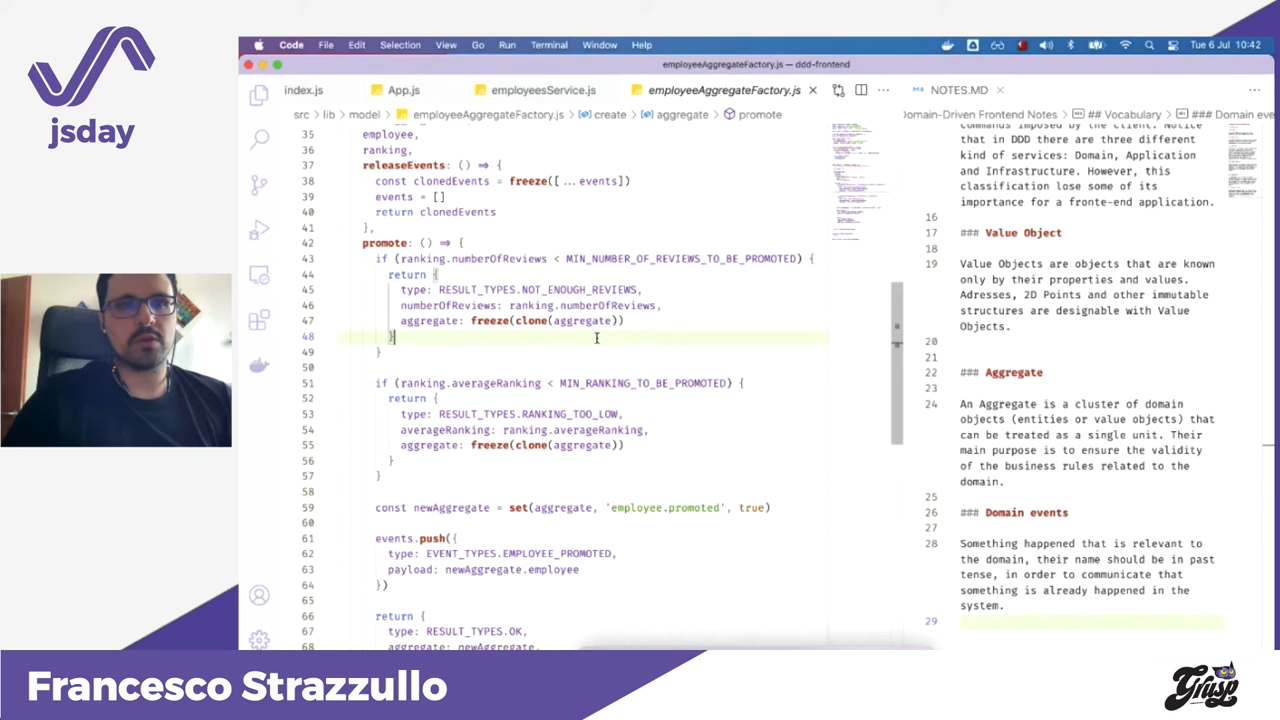 jsday
Code File Edit Selection View Go Run Terminal Window Help
Tue 6 Jul 10:42
employeeAggregateFactory.js — ddd-frontend
index.js
App.js
employeesService.js
employeeAggregateFactory.js
NOTES.MD
src > lib > model > employeeAggregateFactory.js > create > aggregate > promote
Domain-Driven Frontend Notes > ## Vocabulary > ### Domain eve
35 employee,
36 ranking,
37 releaseEvents: () => {
38 const clonedEvents = freeze([...events])
39 events = []
40 return clonedEvents
41 },
42 promote: () => {
43 if (ranking.numberOfReviews < MIN_NUMBER_OF_REVIEWS_TO_BE_PROMOTED) {
44 return {
45 type: RESULT_TYPES.NOT_ENOUGH_REVIEWS,
46 numberOfReviews: ranking.numberOfReviews,
47 aggregate: freeze(clone(aggregate))
48 }
49 }
50
51 if (ranking.averageRanking < MIN_RANKING_TO_BE_PROMOTED) {
52 return {
53 type: RESULT_TYPES.RANKING_TOO_LOW,
54 averageRanking: ranking.averageRanking,
55 aggregate: freeze(clone(aggregate))
56 }
57 }
58
59 const newAggregate = set(aggregate, 'employee.promoted', true)
60
61 events.push({
62 type: EVENT_TYPES.EMPLOYEE_PROMOTED,
63 payload: newAggregate.employee
64 })
65
66 return {
67 type: RESULT_TYPES.OK,
68 aggregate: newAggregate,
commands imposed by the client. Notice
that in DDD there are three different
kind of services: Domain, Application
and Infrastructure. However, this
classification lose some of its
importance for a fronte-end application.
16
17 ### Value Object
18
19 Value Objects are objects that are known
only by their properties and values.
Adresses, 2D Points and other immutable
structures are designable with Value
Objects.
20
21
22 ### Aggregate
23
24 An Aggregate is a cluster of domain
objects (entities or value objects) that
can be treated as a single unit. Their
main purpose is to ensure the validity
of the business rules related to the
domain.
25
26 ### Domain events
27
28 Something happened that is relevant to
the domain, their name should be in past
tense, in order to communicate that
something is already happened in the
system.
29
Francesco Strazzullo
Grusp